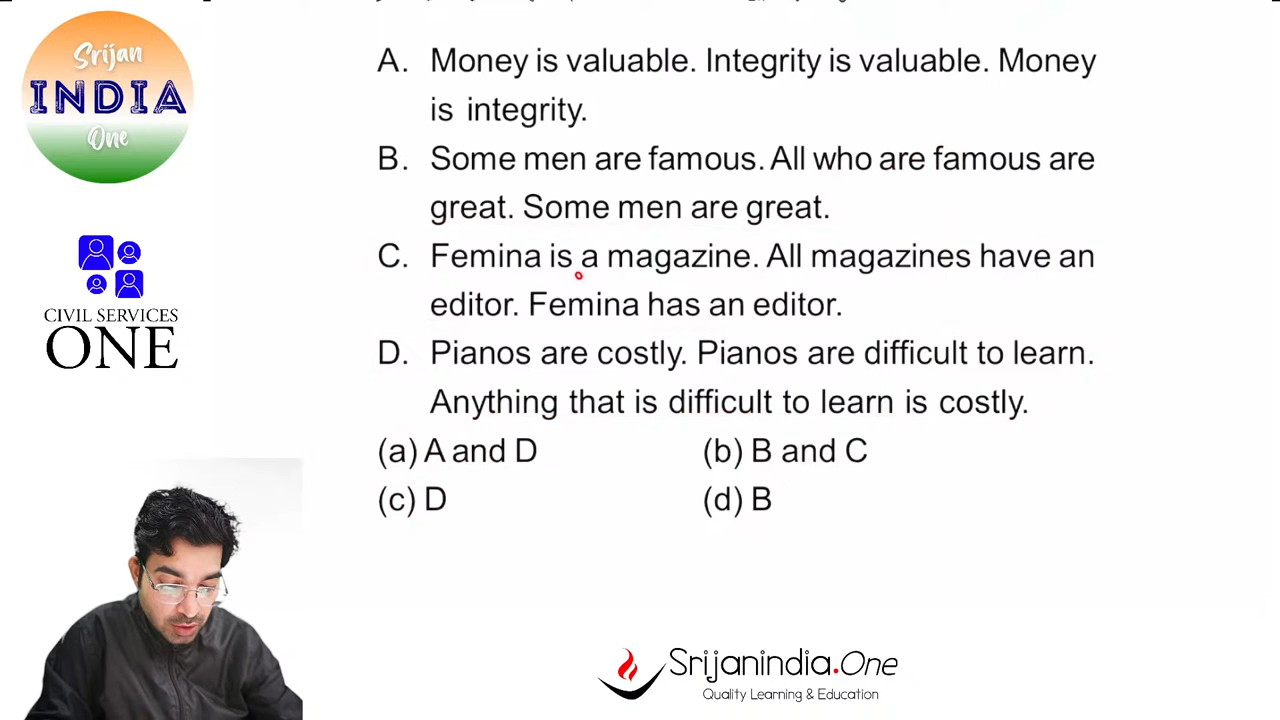 Srijan
INDIA
One
CIVIL SERVICES
ONE
A. Money is valuable. Integrity is valuable. Money
is integrity.
B. Some men are famous. All who are famous are
great. Some men are great.
C. Femina is a magazine. All magazines have an
editor. Femina has an editor.
D. Pianos are costly. Pianos are difficult to learn.
Anything that is difficult to learn is costly.
(a) A and D (b) B and C
(c) D (d) B
Srijanindia.One
Quality Learning & Education